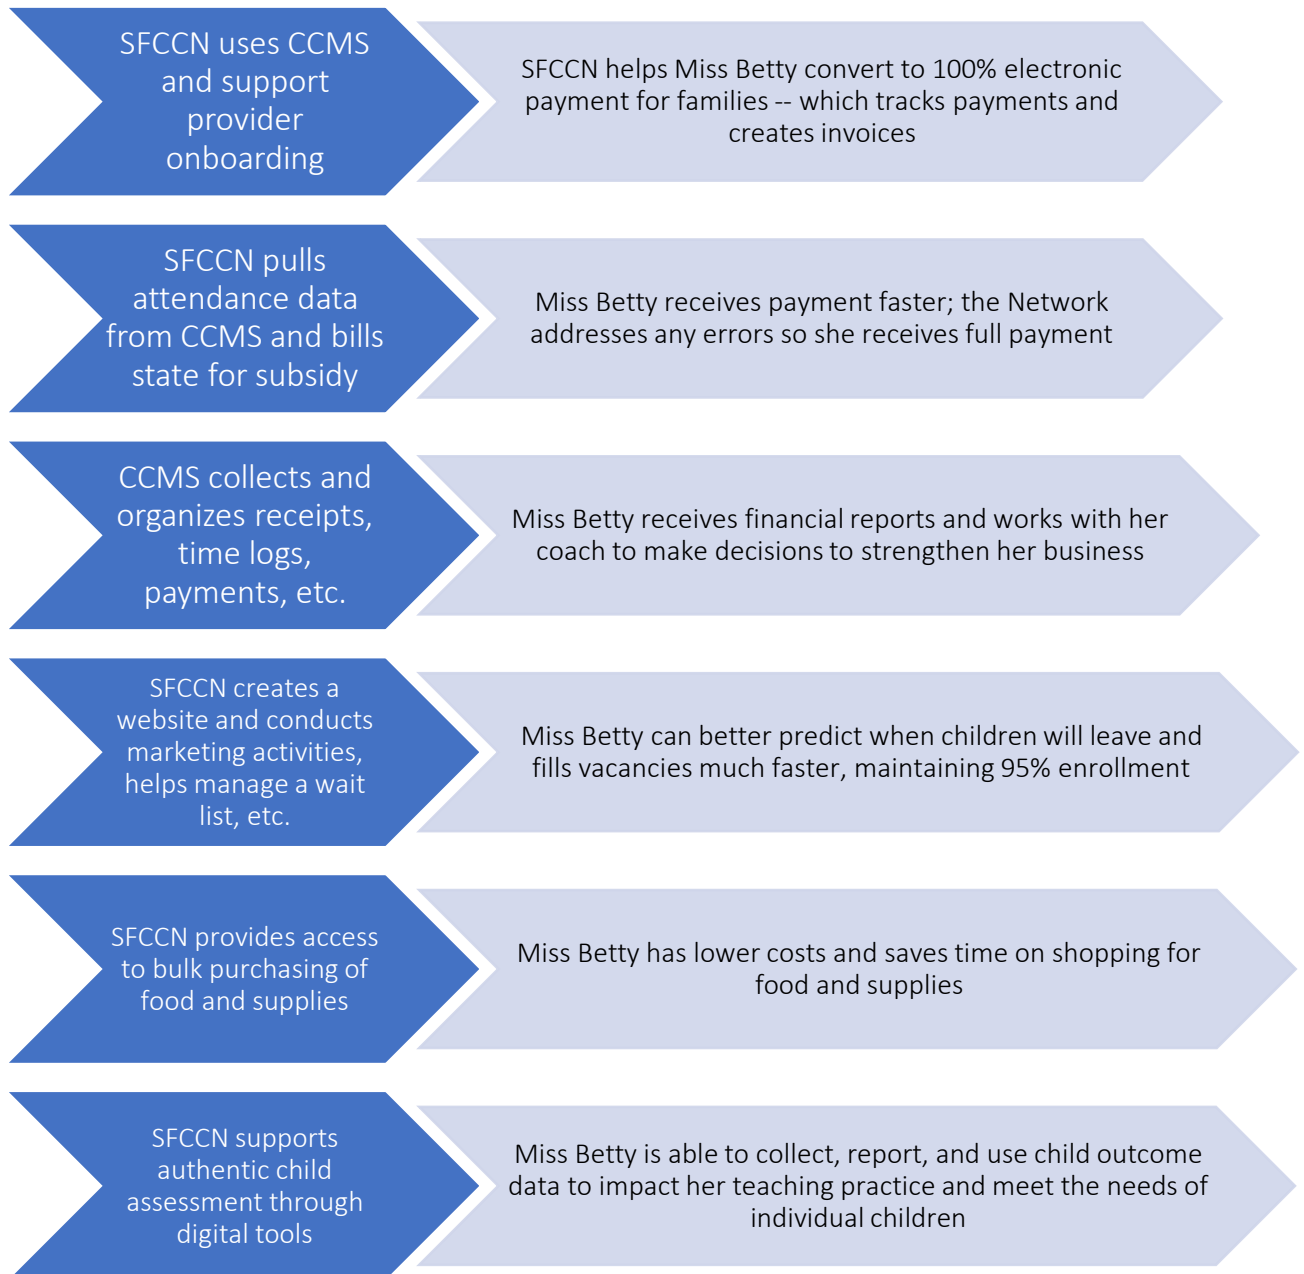 SFCCN uses CCMS
and support
provider
onboarding
SFCCN helps Miss Betty convert to 100% electronic
payment for families -- which tracks payments and
creates invoices
SFCCN pulls
attendance data
from CCMS and bills
state for subsidy
Miss Betty receives payment faster; the Network
addresses any errors so she receives full payment
CCMS collects and
organizes receipts,
time logs,
payments, etc.
Miss Betty receives financial reports and works with her
coach to make decisions to strengthen her business
SFCCN creates a
website and conducts
marketing activities,
helps manage a wait
list, etc.
Miss Betty can better predict when children will leave and
fills vacancies much faster, maintaining 95% enrollment
SFCCN provides access
to bulk purchasing of
food and supplies
Miss Betty has lower costs and saves time on shopping for
food and supplies
SFCCN supports
authentic child
assessment through
digital tools
Miss Betty is able to collect, report, and use child outcome
data to impact her teaching practice and meet the needs of
individual children